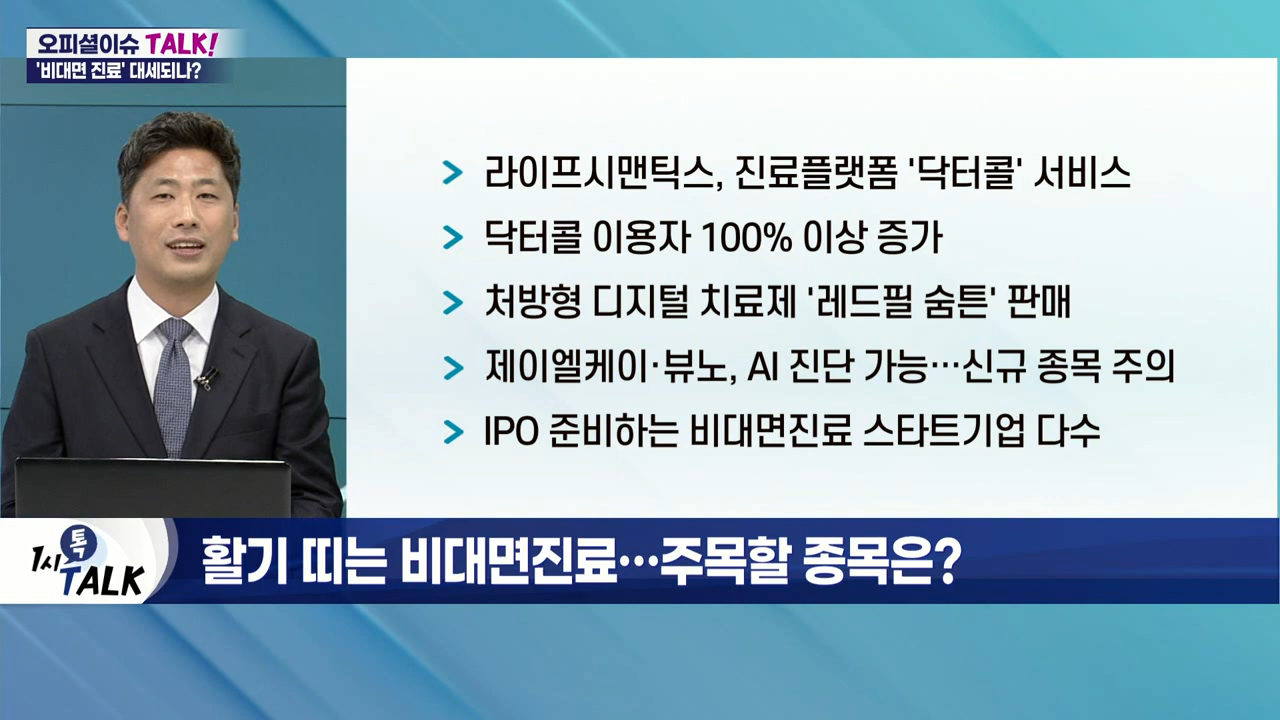 오피셜이슈 TALK!
'비대면 진료' 대세되나?
> 라이프시맨틱스, 진료플랫폼 '닥터콜' 서비스
> 닥터콜 이용자 100% 이상 증가
> 처방형 디지털 치료제 '레드필 숨튼' 판매
> 제이엘케이·뷰노, AI 진단 가능…신규 종목 주의
> IPO 준비하는 비대면진료 스타트기업 다수
1시톡
TALK
활기 띠는 비대면진료…주목할 종목은?